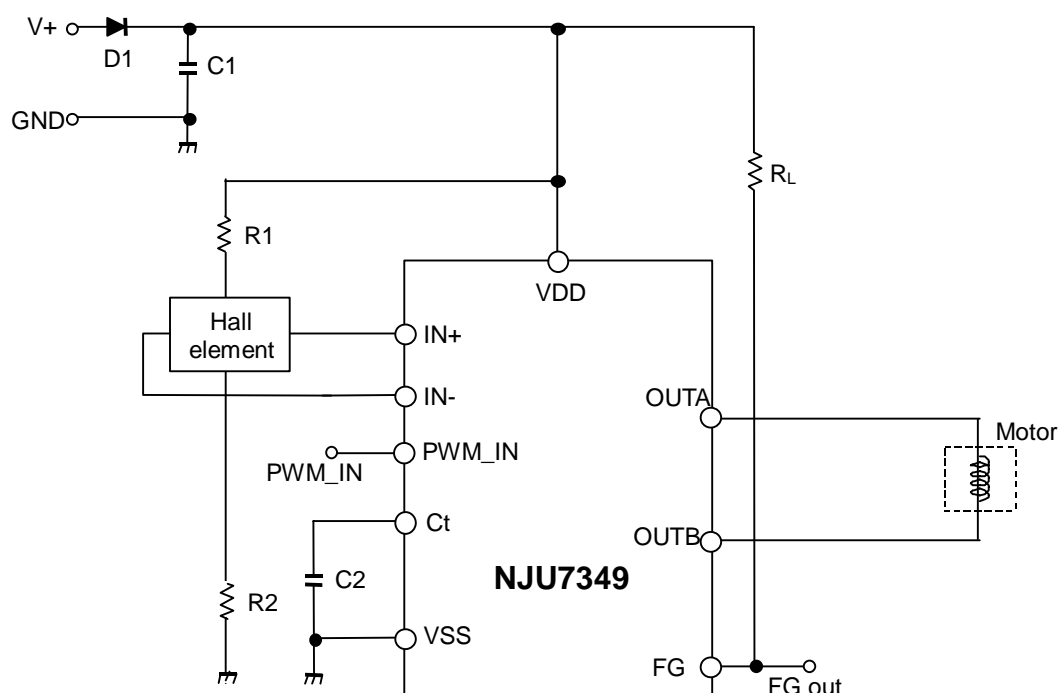 V+
D1
C1
GND
RL
R1
VDD
Hall
element
IN+
IN-
OUTA
Motor
PWM_IN
PWM_IN
Ct
OUTB
C2
NJU7349
R2
VSS
FG
FG out